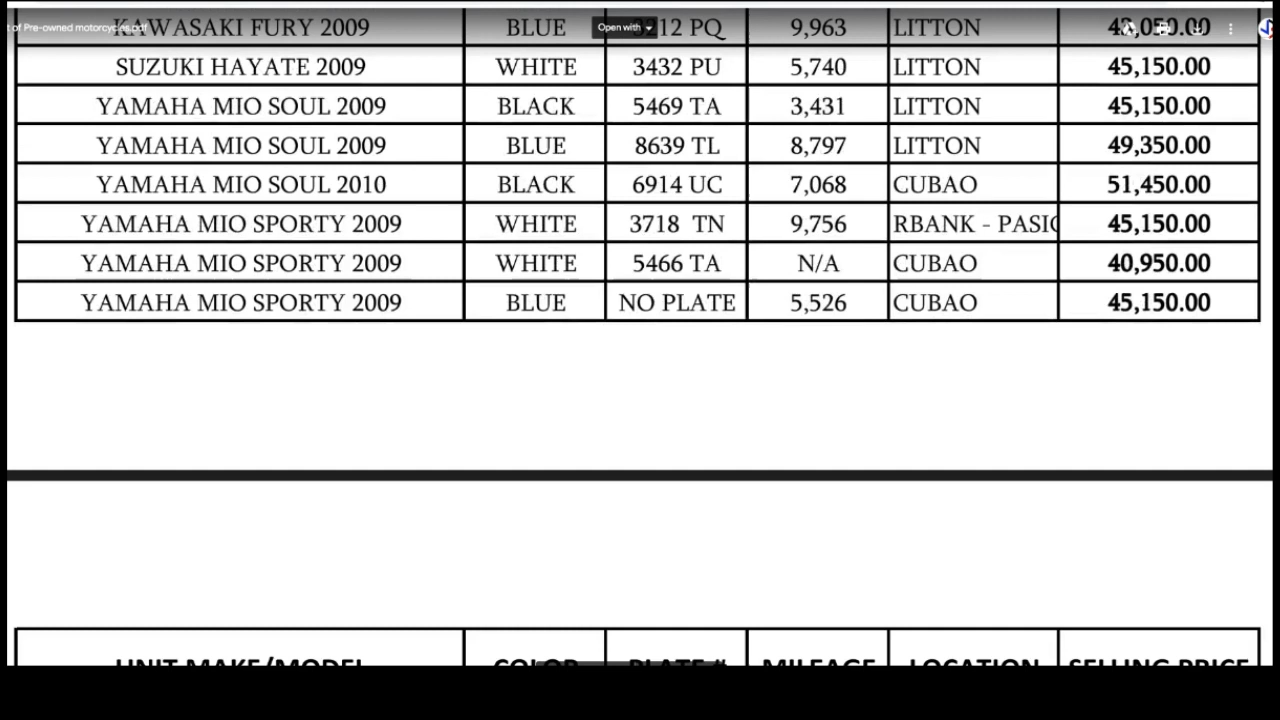 t of Pre-owned motorcycles.pdf Open with
KAWASAKI FURY 2009 BLUE PQ 9,963 LITTON
SUZUKI HAYATE 2009 WHITE 3432 PU 5,740 LITTON 45,150.00
YAMAHA MIO SOUL 2009 BLACK 5469 TA 3,431 LITTON 45,150.00
YAMAHA MIO SOUL 2009 BLUE 8639 TL 8,797 LITTON 49,350.00
YAMAHA MIO SOUL 2010 BLACK 6914 UC 7,068 CUBAO 51,450.00
YAMAHA MIO SPORTY 2009 WHITE 3718 TN 9,756 RBANK - PASIG 45,150.00
YAMAHA MIO SPORTY 2009 WHITE 5466 TA N/A CUBAO 40,950.00
YAMAHA MIO SPORTY 2009 BLUE NO PLATE 5,526 CUBAO 45,150.00
UNIT MAKE/MODEL COLOR PLATE # MILEAGE LOCATION SELLING PRICE